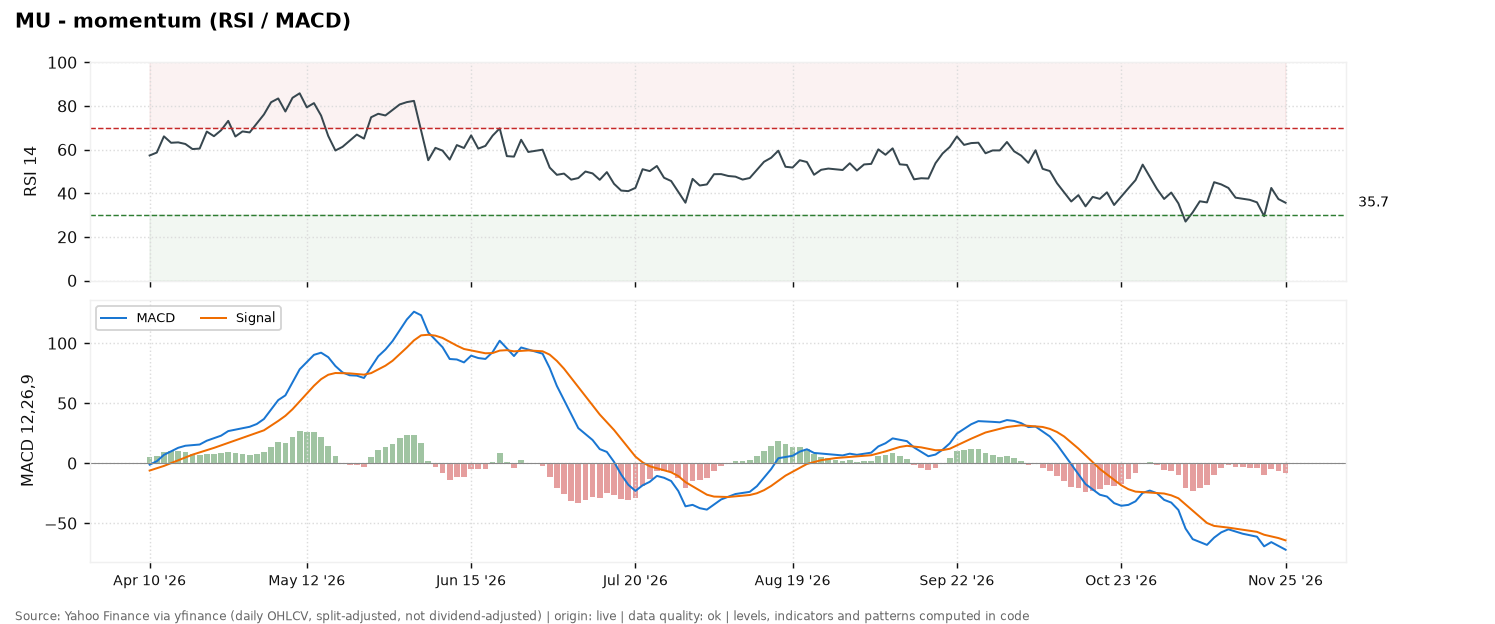 MU - momentum (RSI / MACD)
100
80
60
40
20
0
RSI 14
35.7
MACD
Signal
100
50
0
−50
MACD 12,26,9
Apr 10 '26
May 12 '26
Jun 15 '26
Jul 20 '26
Aug 19 '26
Sep 22 '26
Oct 23 '26
Nov 25 '26
Source: Yahoo Finance via yfinance (daily OHLCV, split-adjusted, not dividend-adjusted) | origin: live | data quality: ok | levels, indicators and patterns computed in code